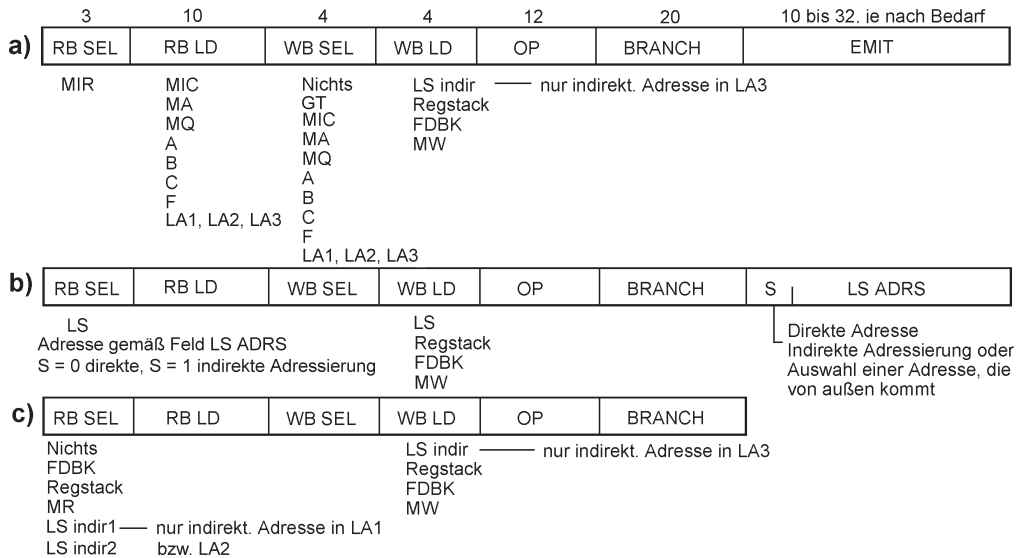 3 10 4 4 12 20 10 bis 32. ie nach Bedarf
a) RB SEL RB LD WB SEL WB LD OP BRANCH EMIT
MIR MIC Nichts LS indir nur indirekt. Adresse in LA3
MA GT Regstack
MQ MIC FDBK
A MA MW
B MQ
C A
F B
LA1, LA2, LA3 C
F
LA1, LA2, LA3
b) RB SEL RB LD WB SEL WB LD OP BRANCH S LS ADRS
LS LS Direkte Adresse
Adresse gemäß Feld LS ADRS Regstack Indirekte Adressierung oder
S = 0 direkte, S = 1 indirekte Adressierung FDBK Auswahl einer Adresse, die
MW von außen kommt
c) RB SEL RB LD WB SEL WB LD OP BRANCH
Nichts LS indir nur indirekt. Adresse in LA3
FDBK Regstack
Regstack FDBK
MR MW
LS indir1 nur indirekt. Adresse in LA1
LS indir2 bzw. LA2